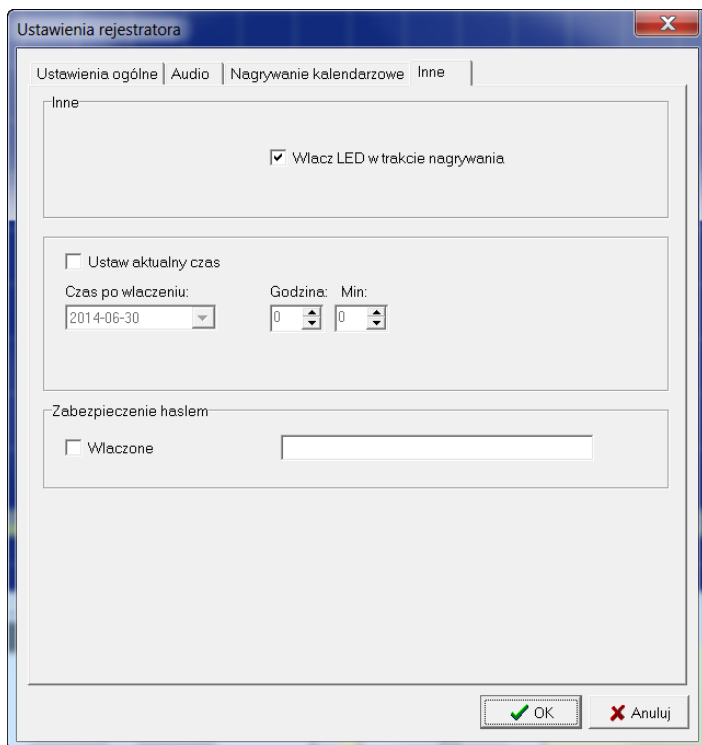 Ustawienia rejestratora
Ustawienia ogólne Audio Nagrywanie kalendarzowe Inne
Inne
Wlacz LED w trakcie nagrywania
Ustaw aktualny czas
Czas po wlaczeniu: Godzina: Min:
2014-06-30 0 0
Zabezpieczenie haslem
Wlaczone
OK Anuluj